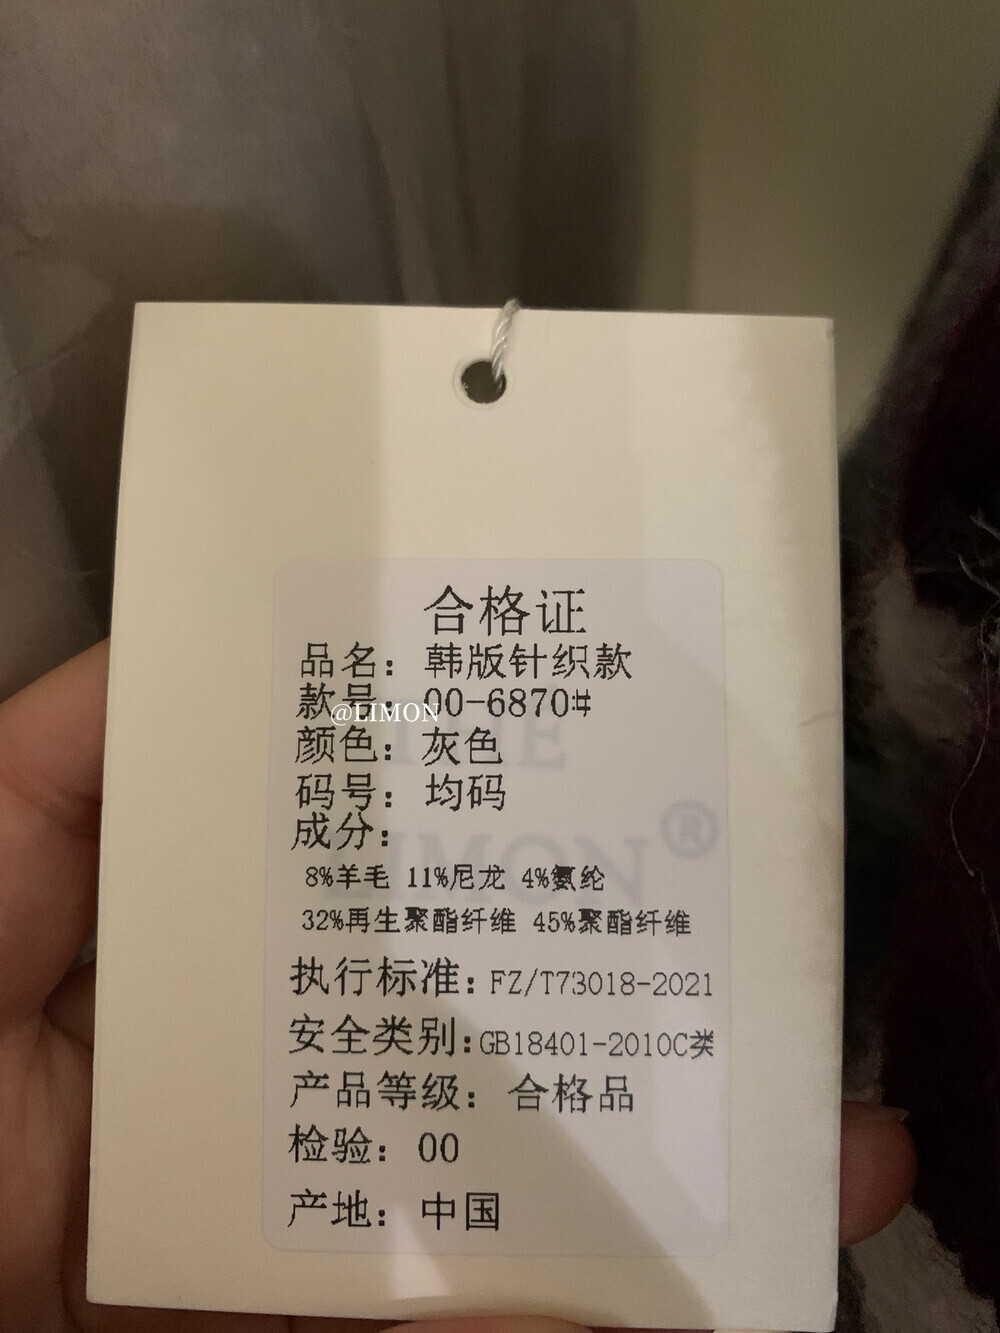 合格证
品名：韩版针织款
款号：00-6870#
@LIMON
颜色：灰色
码号：均码
成分：
8%羊毛 11%尼龙 4%氨纶
32%再生聚酯纤维 45%聚酯纤维
执行标准：FZ/T73018-2021
安全类别：GB18401-2010C类
产品等级：合格品
检验：00
产地：中国
THE
LIMON®